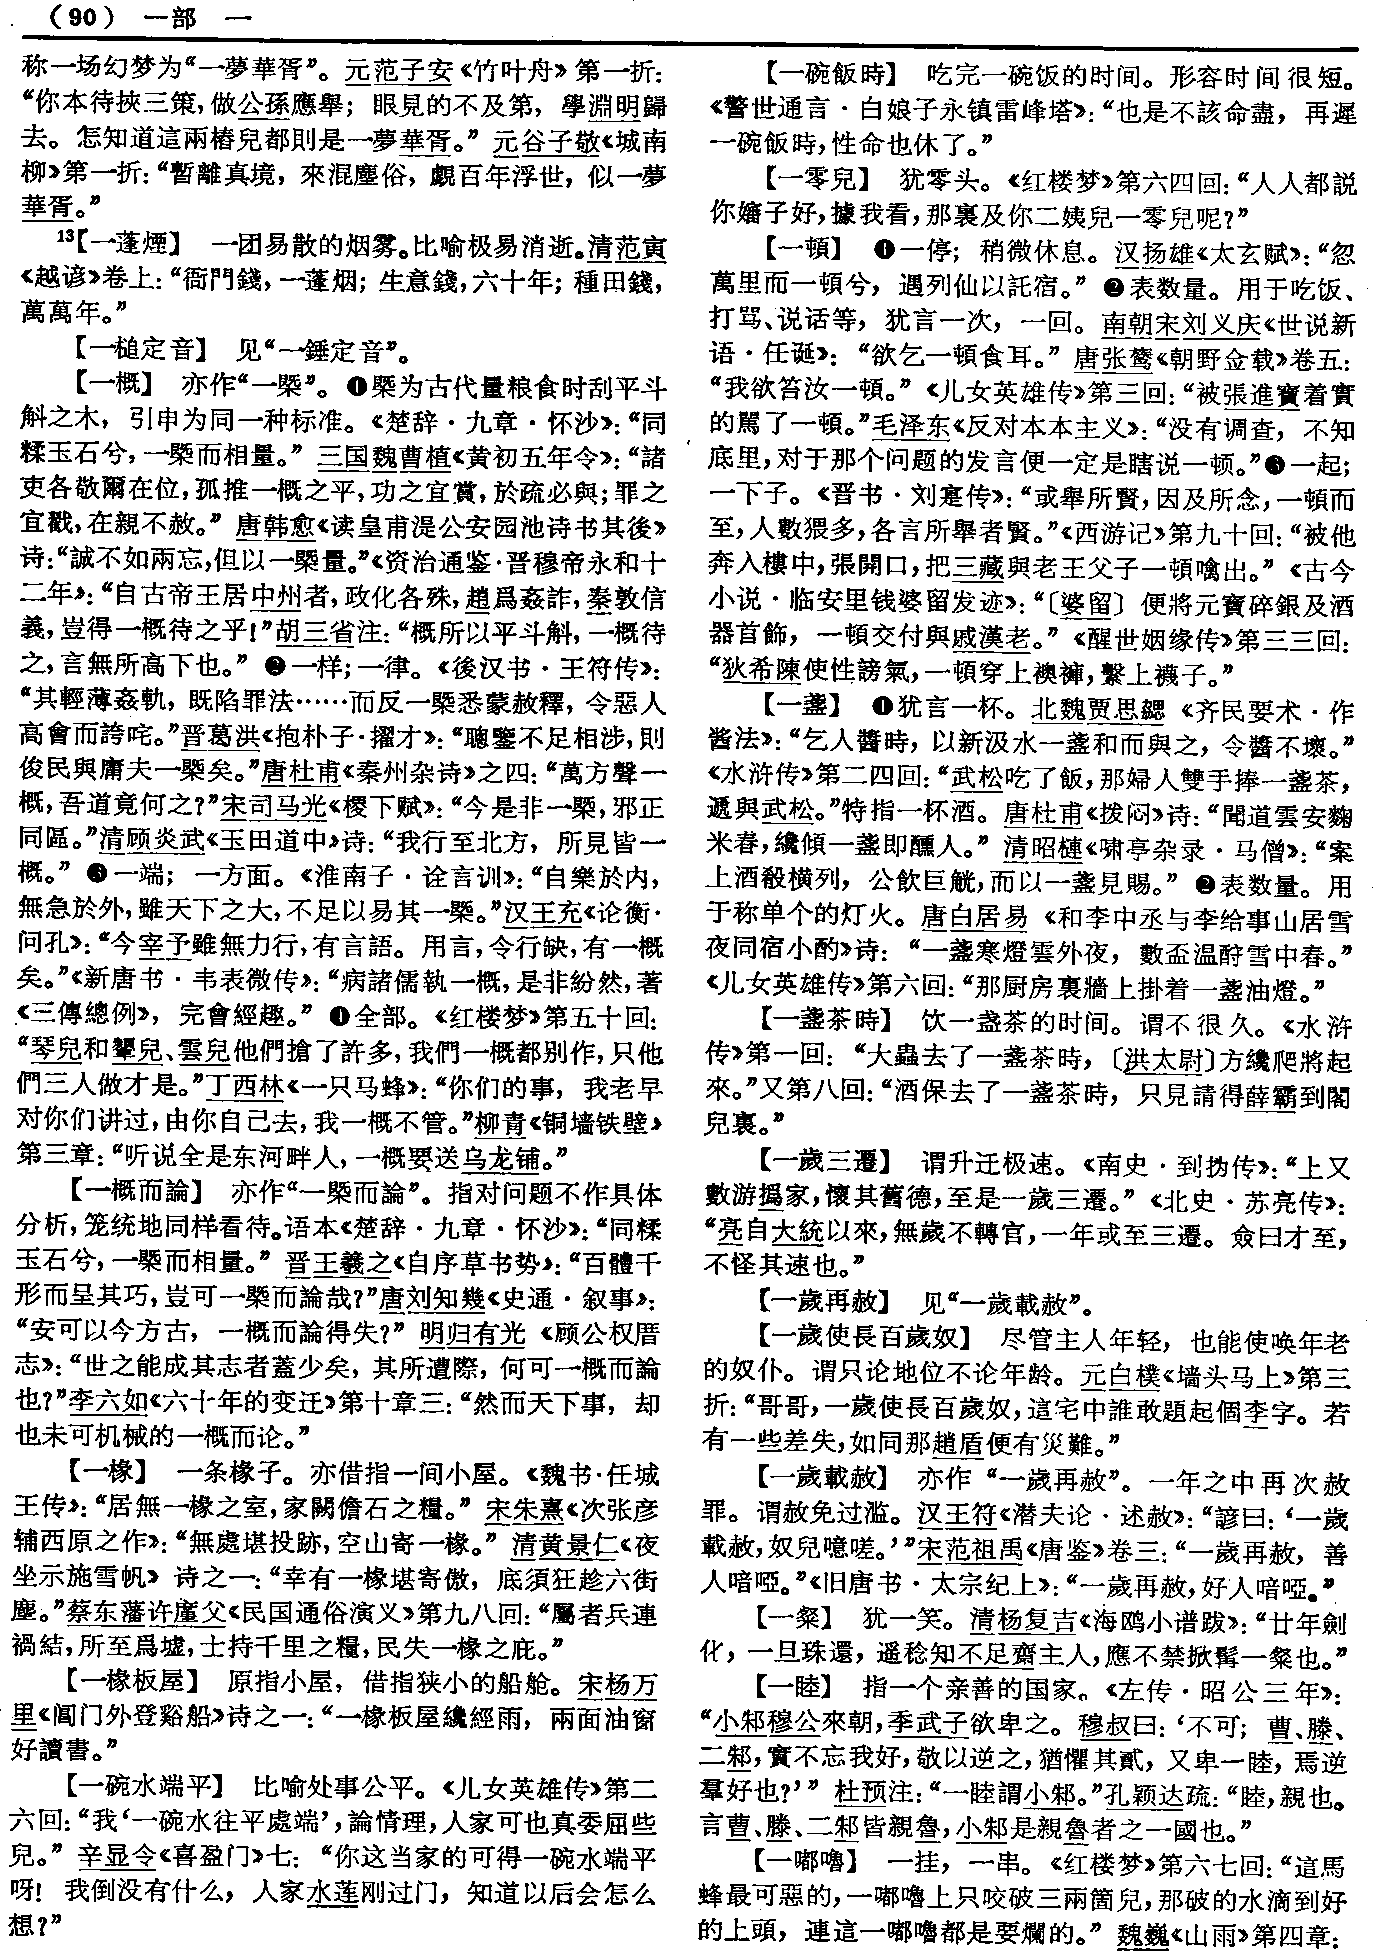 （90） 一部 一
称一场幻梦为“一夢華胥”。元范子安《竹叶舟》第一折：
“你本待挾三策，做公孫應舉；眼見的不及第，學淵明歸
去。怎知道這兩樁兒都則是一夢華胥。”元谷子敬《城南
柳》第一折：“暫離真境，來混塵俗，覷百年浮世，似一夢
華胥。”
13【一蓬煙】 一团易散的烟雾。比喻极易消逝。清范寅
《越谚》卷上：“衙門錢，一蓬烟；生意錢，六十年；種田錢，
萬萬年。”
【一槌定音】 见“一錘定音”。
【一概】 亦作“一槩”。❶槩为古代量粮食时刮平斗
斛之木，引申为同一种标准。《楚辞·九章·怀沙》：“同
糅玉石兮，一槩而相量。”三国魏曹植《黄初五年令》：“諸
吏各敬爾在位，孤推一概之平，功之宜賞，於疏必與；罪之
宜戮，在親不赦。”唐韩愈《读皇甫湜公安园池诗书其後》
诗：“誠不如兩忘，但以一槩量。”《资治通鉴·晋穆帝永和十
二年》：“自古帝王居中州者，政化各殊，趙爲姦詐，秦敦信
義，豈得一概待之乎！”胡三省注：“概所以平斗斛，一概待
之，言無所高下也。”❷一样；一律。《後汉书·王符传》：
“其輕薄姦軌，既陷罪法……而反一槩悉蒙赦釋，令惡人
高會而誇咤。”晋葛洪《抱朴子·擢才》：“聰鑒不足相涉，則
俊民與庸夫一槩矣。”唐杜甫《秦州杂诗》之四：“萬方聲一
概，吾道竟何之？”宋司马光《稷下赋》：“今是非一槩，邪正
同區。”清顾炎武《玉田道中》诗：“我行至北方，所見皆一
概。”❸一端；一方面。《淮南子·诠言训》：“自樂於内，
無急於外，雖天下之大，不足以易其一槩。”汉王充《论衡·
问孔》：“今宰予雖無力行，有言語。用言，令行缺，有一概
矣。”《新唐书·韦表微传》：“病諸儒執一概，是非紛然，著
《三傳總例》，完會經趣。”❹全部。《红楼梦》第五十回：
“琴兒和顰兒、雲兒他們搶了許多，我們一概都别作，只他
們三人做才是。”丁西林《一只马蜂》：“你们的事，我老早
对你们讲过，由你自己去，我一概不管。”柳青《铜墙铁壁》
第三章：“听说全是东河畔人，一概要送乌龙铺。”
【一概而論】 亦作“一槩而論”。指对问题不作具体
分析，笼统地同样看待。语本《楚辞·九章·怀沙》：“同糅
玉石兮，一槩而相量。”晋王羲之《自序草书势》：“百體千
形而呈其巧，豈可一槩而論哉？”唐刘知幾《史通·叙事》：
“安可以今方古，一概而論得失？”明归有光《顾公权厝
志》：“世之能成其志者蓋少矣，其所遭際，何可一概而論
也？”李六如《六十年的变迁》第十章三：“然而天下事，却
也未可机械的一概而论。”
【一椽】 一条椽子。亦借指一间小屋。《魏书·任城
王传》：“居無一椽之室，家闕儋石之糧。”宋朱熹《次张彦
辅西原之作》：“無處堪投跡，空山寄一椽。”清黄景仁《夜
坐示施雪帆》诗之一：“幸有一椽堪寄傲，底須狂趁六街
塵。”蔡东藩许廑父《民国通俗演义》第九八回：“屬者兵連
禍結，所至爲墟，士持千里之糧，民失一椽之庇。”
【一椽板屋】 原指小屋，借指狭小的船舱。宋杨万
里《閶门外登谿船》诗之一：“一椽板屋纔經雨，兩面油窗
好讀書。”
【一碗水端平】 比喻处事公平。《儿女英雄传》第二
六回：“我‘一碗水往平處端’，論情理，人家可也真委屈些
兒。”辛显令《喜盈门》七：“你这当家的可得一碗水端平
呀！我倒没有什么，人家水莲刚过门，知道以后会怎么
想？”
【一碗飯時】 吃完一碗饭的时间。形容时间很短。
《警世通言·白娘子永镇雷峰塔》：“也是不該命盡，再遲
一碗飯時，性命也休了。”
【一零兒】 犹零头。《红楼梦》第六四回：“人人都説
你嬸子好，據我看，那裏及你二姨兒一零兒呢？”
【一頓】 ❶一停；稍微休息。汉扬雄《太玄赋》：“忽
萬里而一頓兮，遇列仙以託宿。”❷表数量。用于吃饭、
打骂、说话等，犹言一次，一回。南朝宋刘义庆《世说新
语·任诞》：“欲乞一頓食耳。”唐张鷟《朝野佥载》卷五：
“我欲笞汝一頓。”《儿女英雄传》第三回：“被張進寶着實
的駡了一頓。”毛泽东《反对本本主义》：“没有调查，不知
底里，对于那个问题的发言便一定是瞎说一顿。”❸一起；
一下子。《晋书·刘寔传》：“或舉所賢，因及所念，一頓而
至，人數猥多，各言所舉者賢。”《西游记》第九十回：“被他
奔入樓中，張開口，把三藏與老王父子一頓噙出。”《古今
小说·临安里钱婆留发迹》：“〔婆留〕便將元寶碎銀及酒
器首飾，一頓交付與戚漢老。”《醒世姻缘传》第三三回：
“狄希陳使性謗氣，一頓穿上襖褲，繫上襪子。”
【一盞】 ❶犹言一杯。北魏贾思勰《齐民要术·作
酱法》：“乞人醬時，以新汲水一盞和而與之，令醬不壞。”
《水浒传》第二四回：“武松吃了飯，那婦人雙手捧一盞茶，
遞與武松。”特指一杯酒。唐杜甫《拨闷》诗：“聞道雲安麴
米春，纔傾一盞即醺人。”清昭槤《啸亭杂录·马僧》：“案
上酒殽横列，公飲巨觥，而以一盞見賜。”❷表数量。用
于称单个的灯火。唐白居易《和李中丞与李给事山居雪
夜同宿小酌》诗：“一盞寒燈雲外夜，數盃温酎雪中春。”
《儿女英雄传》第六回：“那厨房裏牆上掛着一盞油燈。”
【一盞茶時】 饮一盏茶的时间。谓不很久。《水浒
传》第一回：“大蟲去了一盞茶時，〔洪太尉〕方纔爬將起
來。”又第八回：“酒保去了一盞茶時，只見請得薛霸到閣
兒裏。”
【一歲三遷】 谓升迁极速。《南史·到㧑传》：“上又
數游撝家，懷其舊德，至是一歲三遷。”《北史·苏亮传》：
“亮自大統以來，無歲不轉官，一年或至三遷。僉曰才至，
不怪其速也。”
【一歲再赦】 见“一歲載赦”。
【一歲使長百歲奴】 尽管主人年轻，也能使唤年老
的奴仆。谓只论地位不论年龄。元白樸《墙头马上》第三
折：“哥哥，一歲使長百歲奴，這宅中誰敢題起個李字。若
有一些差失，如同那趙盾便有災難。”
【一歲載赦】 亦作“一歲再赦”。一年之中再次赦
罪。谓赦免过滥。汉王符《潜夫论·述赦》：“諺曰：‘一歲
載赦，奴兒噫嗟。’”宋范祖禹《唐鉴》卷三：“一歲再赦，善
人喑啞。”《旧唐书·太宗纪上》：“一歲再赦，好人喑啞。”
【一粲】 犹一笑。清杨复吉《海鸥小谱跋》：“廿年劍
化，一旦珠還，遥稔知不足齋主人，應不禁掀髯一粲也。”
【一睦】 指一个亲善的国家。《左传·昭公三年》：
“小邾穆公來朝，季武子欲卑之。穆叔曰：‘不可；曹、滕、
二邾，實不忘我好，敬以逆之，猶懼其貳，又卑一睦，焉逆
羣好也？’”杜预注：“一睦謂小邾。”孔颖达疏：“睦，親也。
言曹、滕、二邾皆親魯，小邾是親魯者之一國也。”
【一嘟嚕】 一挂，一串。《红楼梦》第六七回：“這馬
蜂最可惡的，一嘟嚕上只咬破三兩箇兒，那破的水滴到好
的上頭，連這一嘟嚕都是要爛的。”魏巍《山雨》第四章：